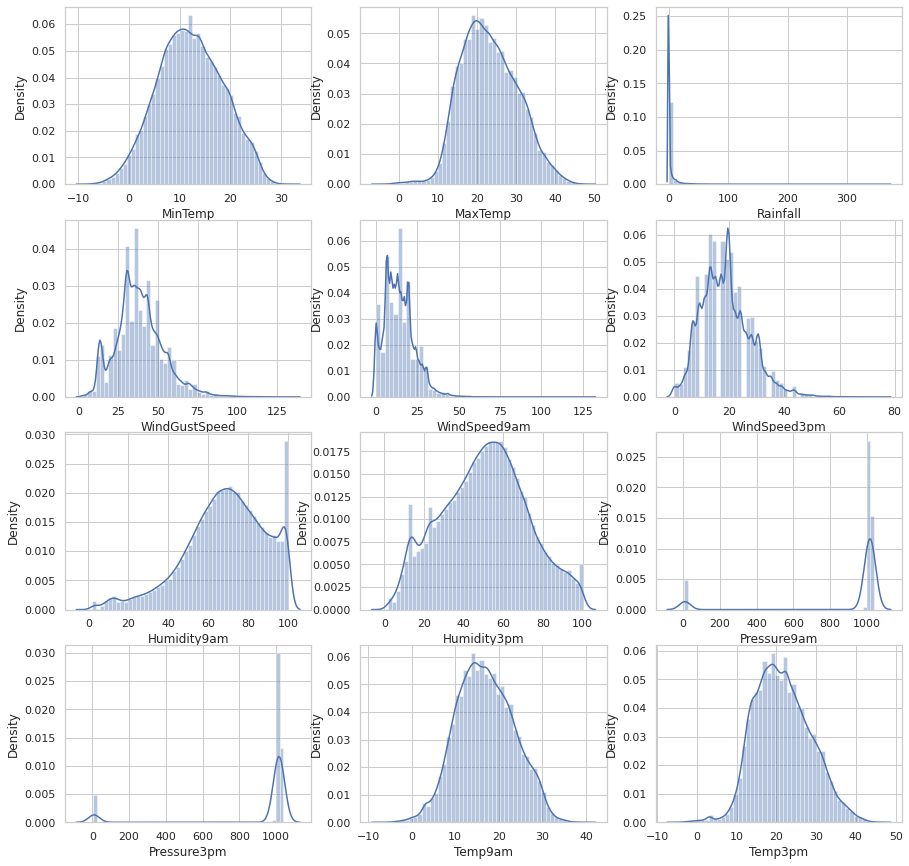 0.06
0.05
0.04
0.03
0.02
0.01
0.00
Density
−10 0 10 20 30
MinTemp
0.05
0.04
0.03
0.02
0.01
0.00
Density
0 10 20 30 40 50
MaxTemp
0.25
0.20
0.15
0.10
0.05
0.00
Density
0 100 200 300
Rainfall
0.04
0.03
0.02
0.01
0.00
Density
0 25 50 75 100 125
WindGustSpeed
0.06
0.05
0.04
0.03
0.02
0.01
0.00
Density
0 25 50 75 100 125
WindSpeed9am
0.06
0.05
0.04
0.03
0.02
0.01
0.00
Density
0 20 40 60 80
WindSpeed3pm
0.030
0.025
0.020
0.015
0.010
0.005
0.000
Density
0 20 40 60 80 100
Humidity9am
0.0175
0.0150
0.0125
0.0100
0.0075
0.0050
0.0025
0.0000
Density
0 20 40 60 80 100
Humidity3pm
0.025
0.020
0.015
0.010
0.005
0.000
Density
0 200 400 600 800 1000
Pressure9am
0.030
0.025
0.020
0.015
0.010
0.005
0.000
Density
0 200 400 600 800 1000
Pressure3pm
0.06
0.05
0.04
0.03
0.02
0.01
0.00
Density
−10 0 10 20 30 40
Temp9am
0.06
0.05
0.04
0.03
0.02
0.01
0.00
Density
−10 0 10 20 30 40 50
Temp3pm